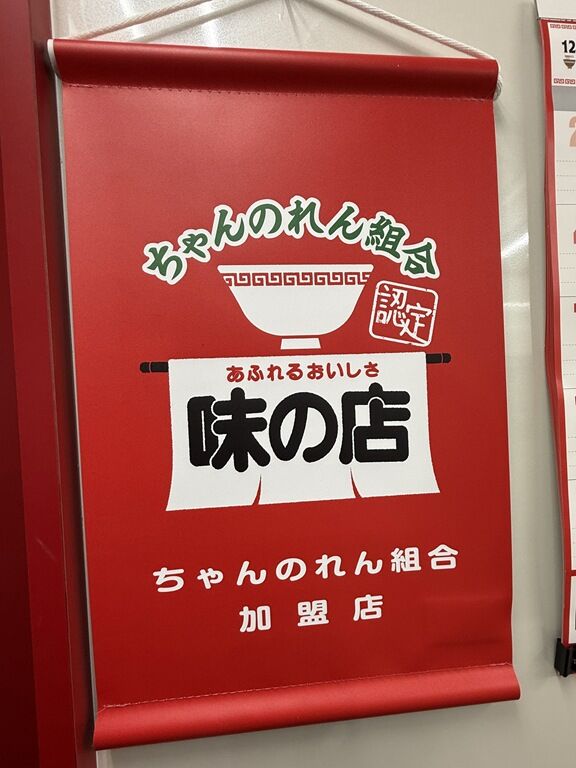 ちゃんのれん組合
認定
あふれるおいしさ
味の店
ちゃんのれん組合
加盟店
12